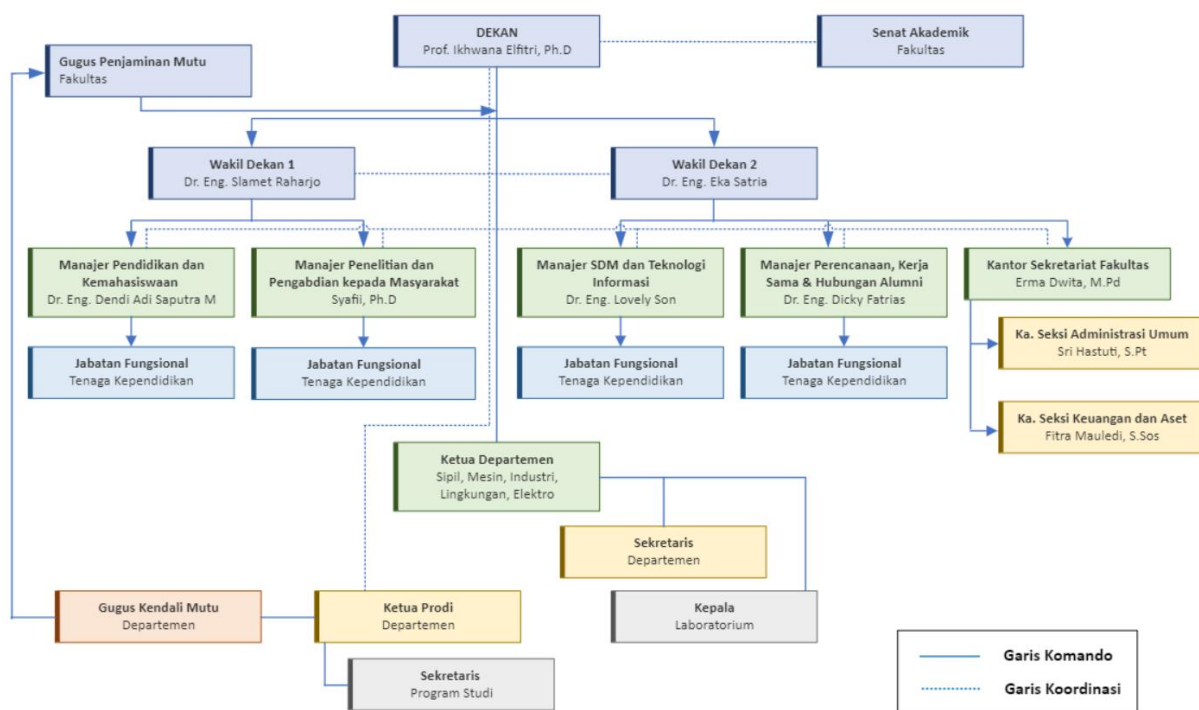 DEKAN
Prof. Ikhwana Elfitri, Ph.D
Senat Akademik
Fakultas
Gugus Penjaminan Mutu
Fakultas
Wakil Dekan 1
Dr. Eng. Slamet Raharjo
Wakil Dekan 2
Dr. Eng. Eka Satria
Manajer Pendidikan dan
Kemahasiswaan
Dr. Eng. Dendi Adi Saputra M
Manajer Penelitian dan
Pengabdian kepada Masyarakat
Syafii, Ph.D
Manajer SDM dan Teknologi
Informasi
Dr. Eng. Lovely Son
Manajer Perencanaan, Kerja
Sama & Hubungan Alumni
Dr. Eng. Dicky Fatrias
Kantor Sekretariat Fakultas
Erma Dwita, M.Pd
Jabatan Fungsional
Tenaga Kependidikan
Jabatan Fungsional
Tenaga Kependidikan
Jabatan Fungsional
Tenaga Kependidikan
Jabatan Fungsional
Tenaga Kependidikan
Ka. Seksi Administrasi Umum
Sri Hastuti, S.Pt
Ka. Seksi Keuangan dan Aset
Fitra Mauledi, S.Sos
Ketua Departemen
Sipil, Mesin, Industri,
Lingkungan, Elektro
Sekretaris
Departemen
Gugus Kendali Mutu
Departemen
Ketua Prodi
Departemen
Kepala
Laboratorium
Sekretaris
Program Studi
Garis Komando
Garis Koordinasi